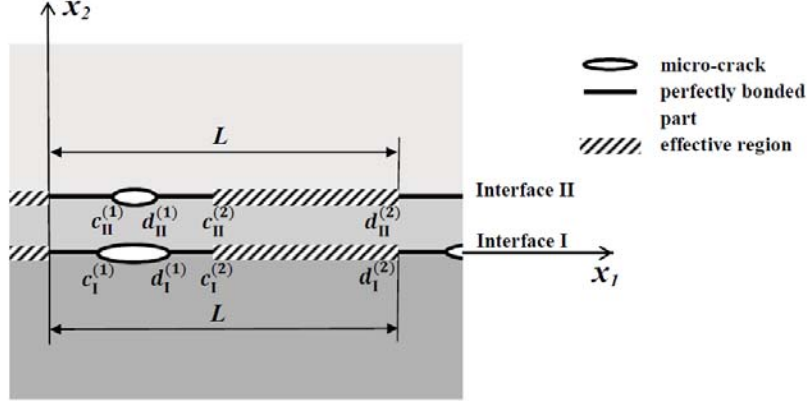 x₂
micro-crack
perfectly bonded
part
effective region
L
Interface II
c_II^(1) d_II^(1) c_II^(2) d_II^(2)
Interface I
x₁
c_I^(1) d_I^(1) c_I^(2) d_I^(2)
L